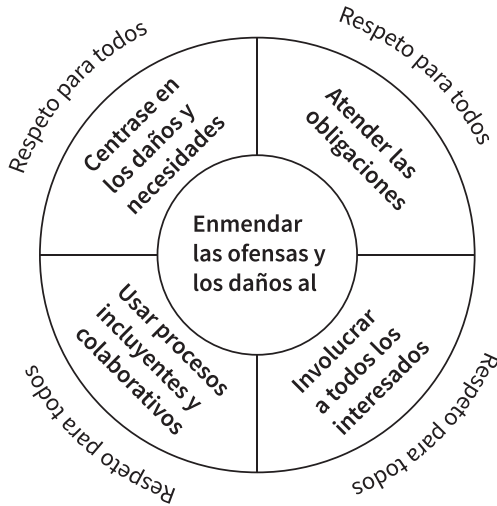 Respeto para todos
Respeto para todos
Centrase en
los daños y
necesidades
Atender las
obligaciones
Enmendar
las ofensas y
los daños al
Usar procesos
incluyentes y
colaborativos
Involucrar
a todos los
interesados
Respeto para todos
Respeto para todos